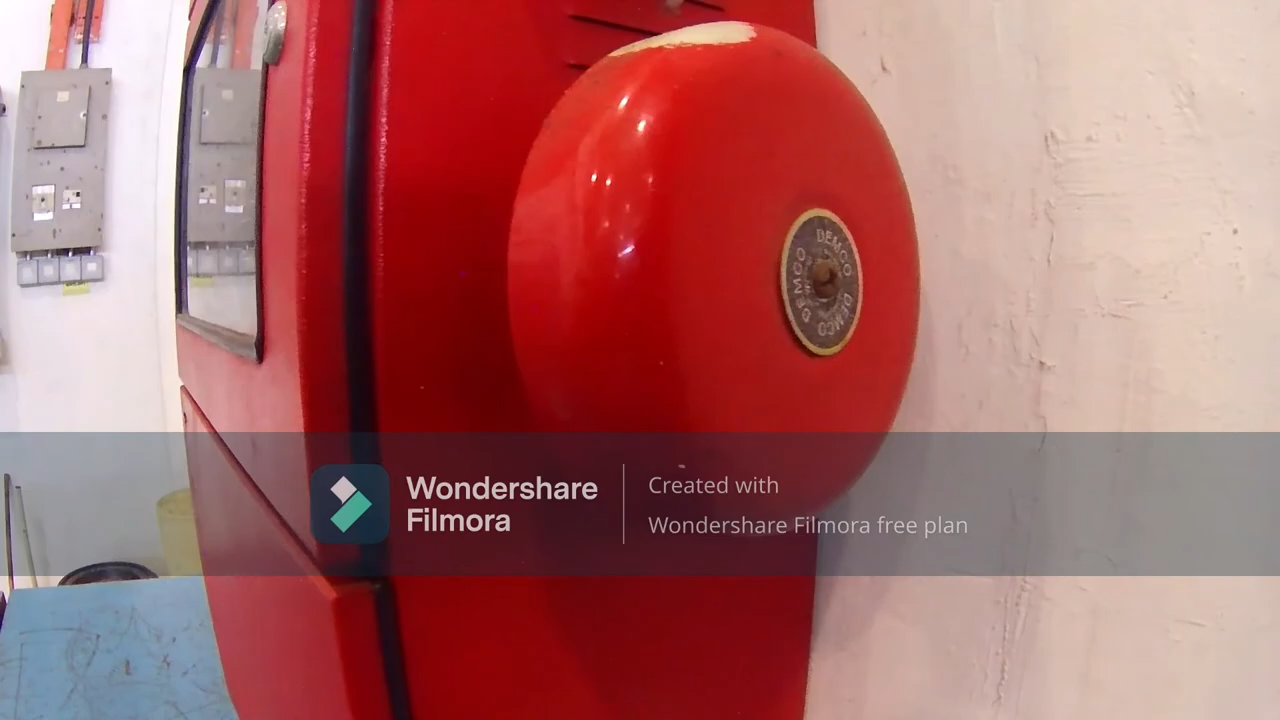 DEMCO DEMCO DEMCO
Wondershare
Filmora
Created with
Wondershare Filmora free plan